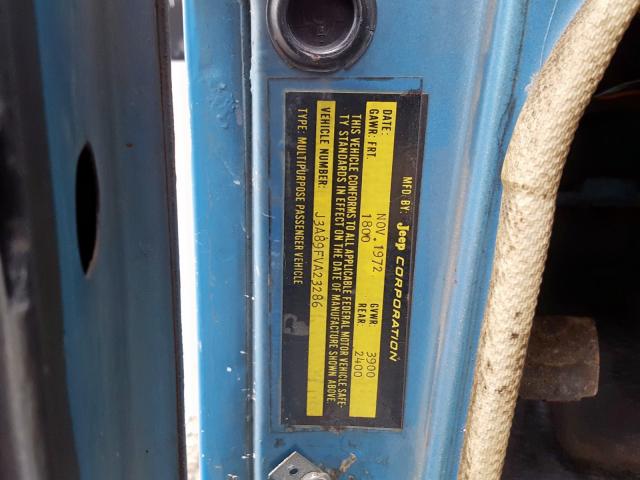 MFD. BY: Jeep CORPORATION
DATE: NOV. 1972 GVWR: 3900
GAWR: FRT. 1800 REAR: 2400
THIS VEHICLE CONFORMS TO ALL APPLICABLE FEDERAL MOTOR VEHICLE SAFE-
TY STANDARDS IN EFFECT ON THE DATE OF MANUFACTURE SHOWN ABOVE.
VEHICLE NUMBER: J3A89FVA23286
TYPE: MULTIPURPOSE PASSENGER VEHICLE